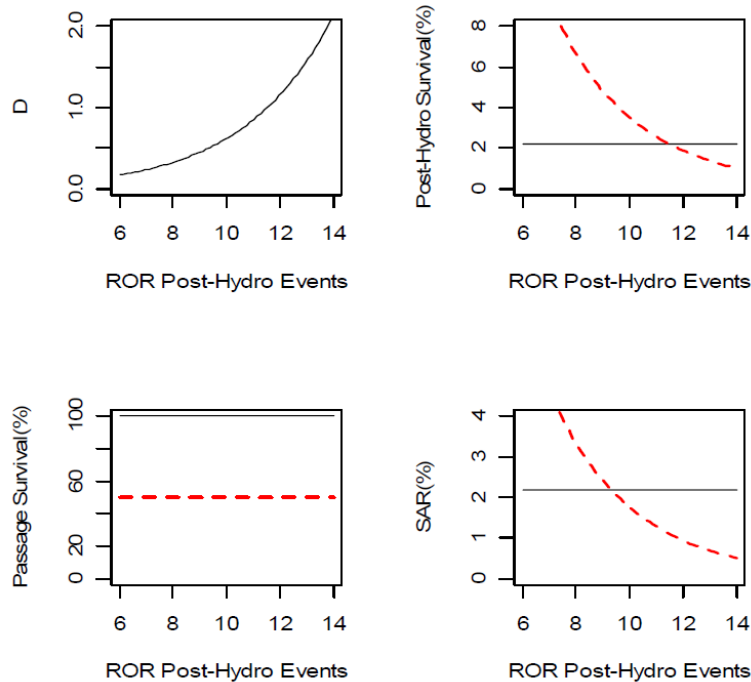 D
2.0
1.0
0.0
6 8 10 12 14
ROR Post-Hydro Events
Post-Hydro Survival(%)
8
6
4
2
0
6 8 10 12 14
ROR Post-Hydro Events
Passage Survival(%)
100
60
20
0
6 8 10 12 14
ROR Post-Hydro Events
SAR(%)
4
3
2
1
0
6 8 10 12 14
ROR Post-Hydro Events